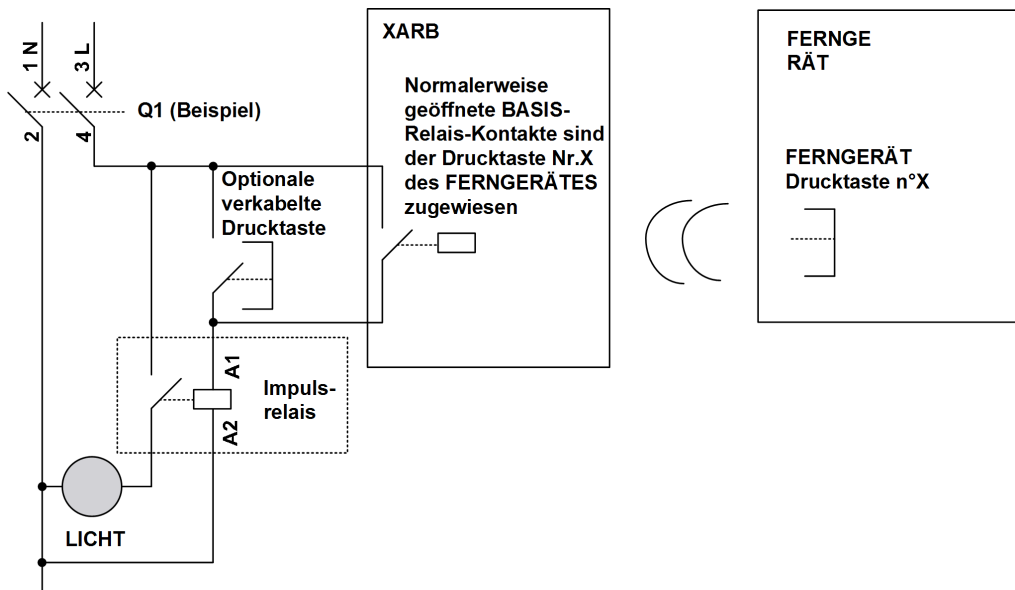 1 N
3 L
Q1 (Beispiel)
2
4
Optionale
verkabelte
Drucktaste
A1
A2
Impuls-
relais
LICHT
XARB
Normalerweise
geöffnete BASIS-
Relais-Kontakte sind
der Drucktaste Nr.X
des FERNGERÄTES
zugewiesen
FERNGE
RÄT
FERNGERÄT
Drucktaste n°X